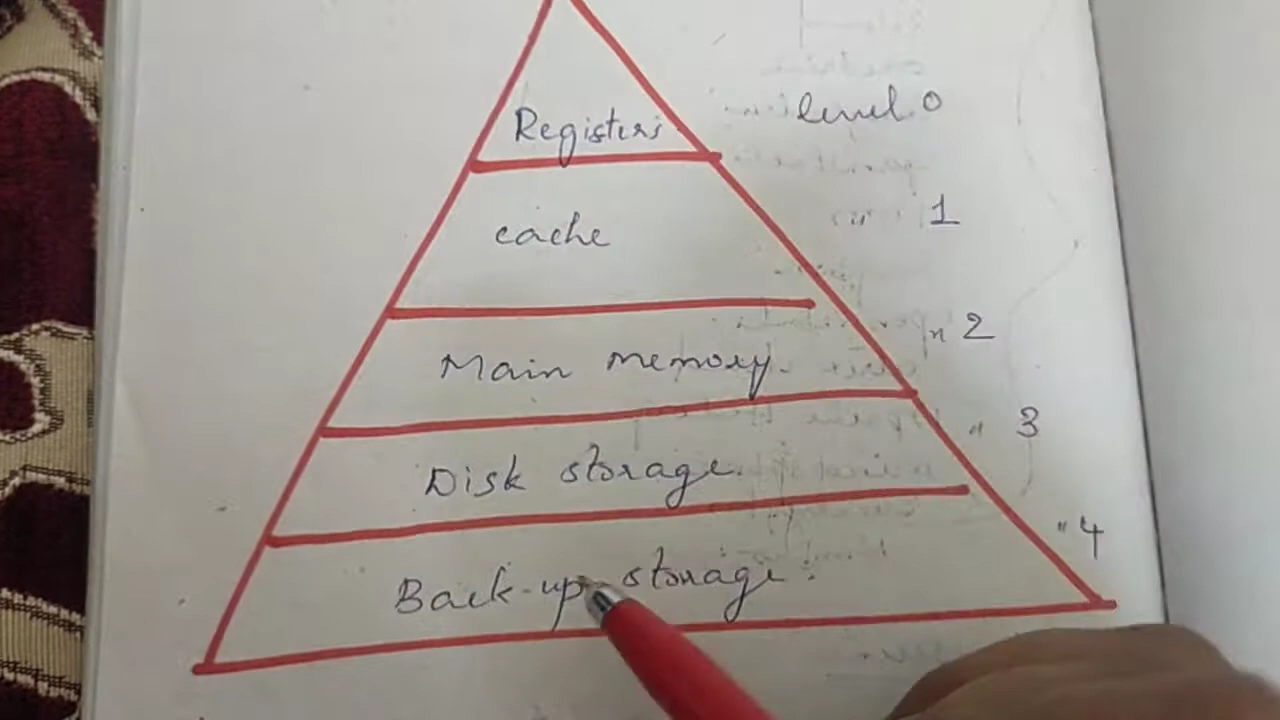 Registers level 0
cache 1
Main memory. " 2
Disk storage. " 3
Back-up storage. " 4